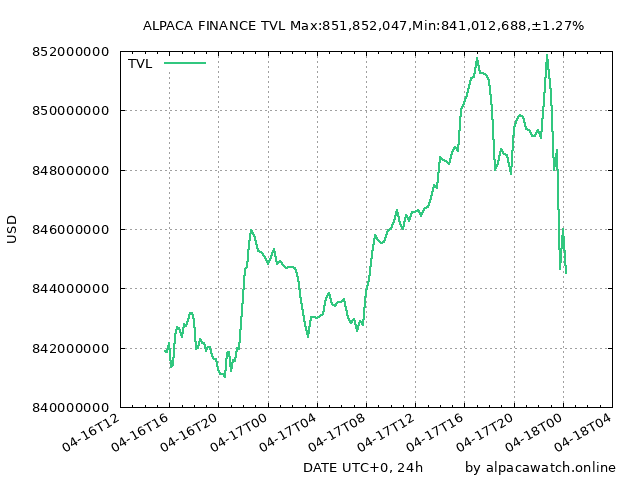 ALPACA FINANCE TVL Max:851,852,047,Min:841,012,688,±1.27%
852000000
TVL
850000000
848000000
846000000
USD
844000000
842000000
840000000
04-16T12
04-16T16
04-16T20
04-17T00
04-17T04
04-17T08
04-17T12
04-17T16
04-17T20
04-18T00
04-18T04
DATE UTC+0, 24h
by alpacawatch.online